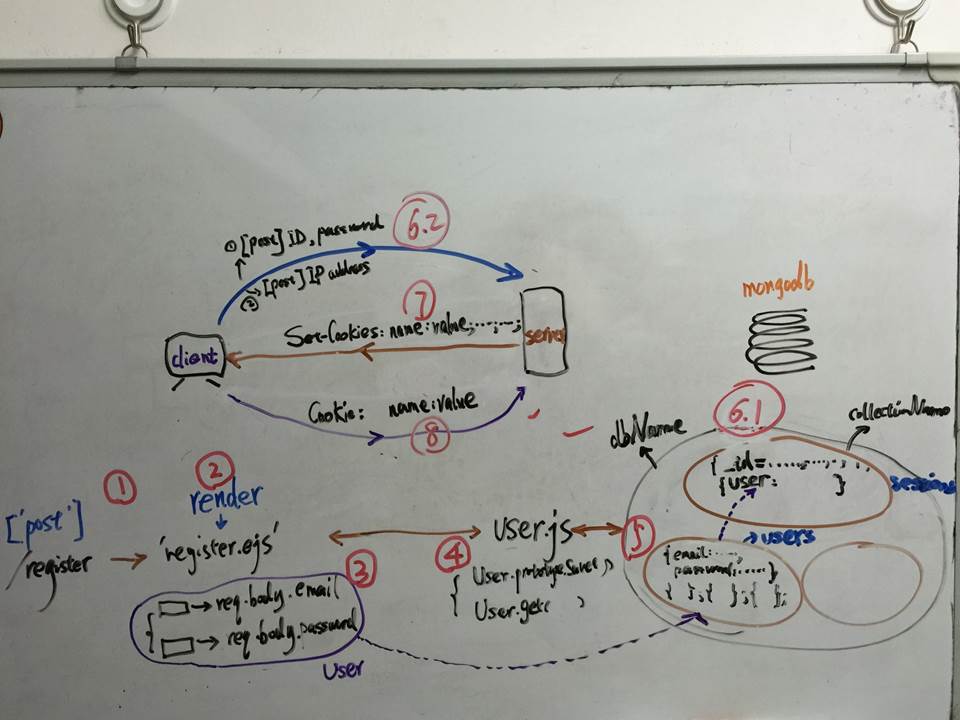 ① [post] ID, password
6.2
② [post] IP address
7
Set-Cookies: name:value;
client
server
Cookie: name:value
8
mongodb
6.1
dbName
collectionName
{ _id=
{user: }
sessions
users
{email:
password:
{ };{ };{ };
①
②
render
['post']
/register
'register.ejs'
③
req.body.email
req.body.password
User
user.js
④
⑤
{ User.prototype.save( )
User.get( )